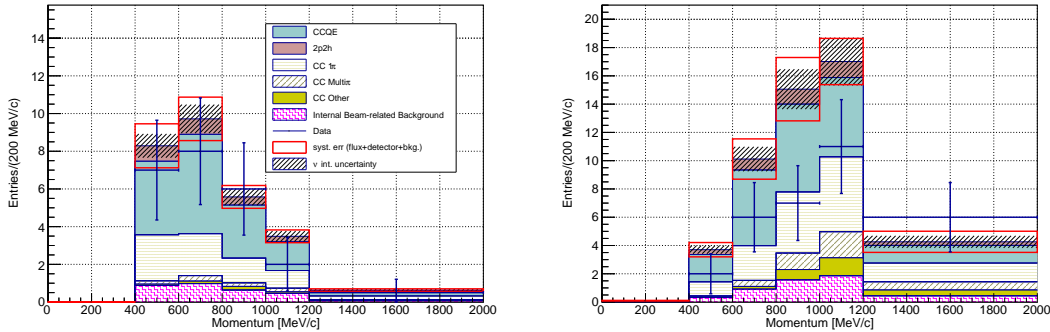 Entries/(200 MeV/c)
14
12
10
8
6
4
2
0
0 200 400 600 800 1000 1200 1400 1600 1800 2000
Momentum [MeV/c]
CCQE
2p2h
CC 1π
CC Multiπ
CC Other
Internal Beam-related Background
Data
syst. err (flux+detector+bkg.)
ν int. uncertainty
Entries/(200 MeV/c)
20
18
16
14
12
10
8
6
4
2
0
0 200 400 600 800 1000 1200 1400 1600 1800 2000
Momentum [MeV/c]